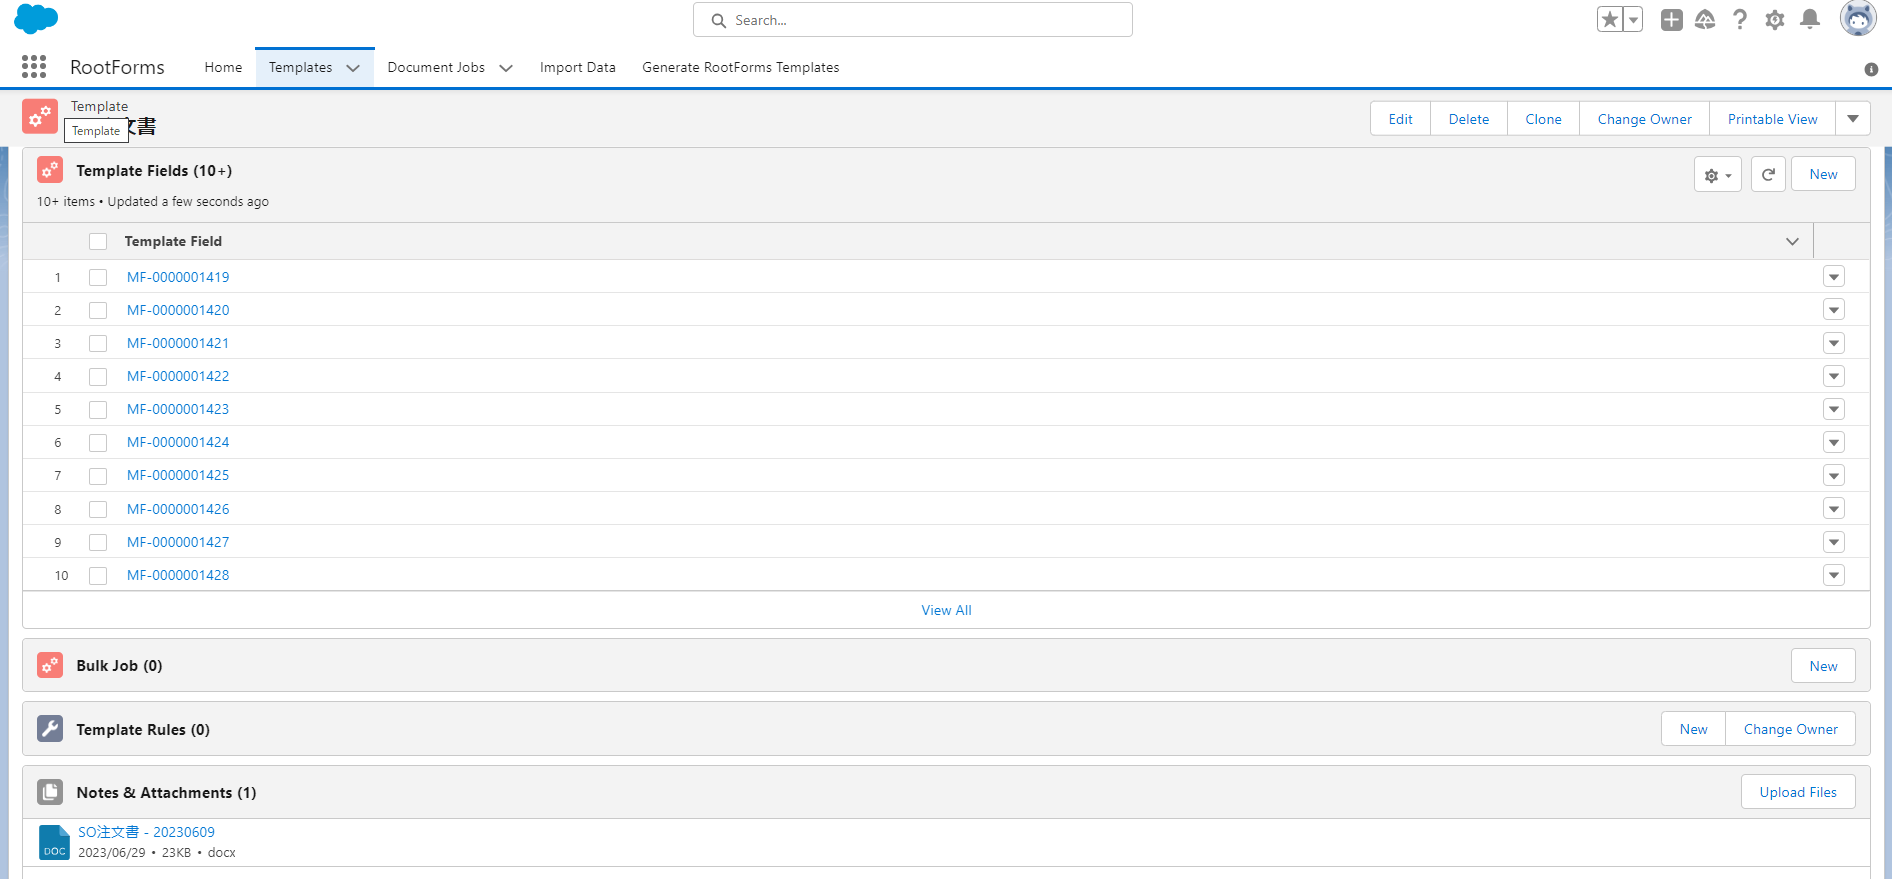 Search...
RootForms
Home
Templates
Document Jobs
Import Data
Generate RootForms Templates
Template
Template
文書
Edit
Delete
Clone
Change Owner
Printable View
Template Fields (10+)
New
10+ items • Updated a few seconds ago
Template Field
1 MF-0000001419
2 MF-0000001420
3 MF-0000001421
4 MF-0000001422
5 MF-0000001423
6 MF-0000001424
7 MF-0000001425
8 MF-0000001426
9 MF-0000001427
10 MF-0000001428
View All
Bulk Job (0)
New
Template Rules (0)
New
Change Owner
Notes & Attachments (1)
Upload Files
DOC
SO注文書 - 20230609
2023/06/29 • 23KB • docx